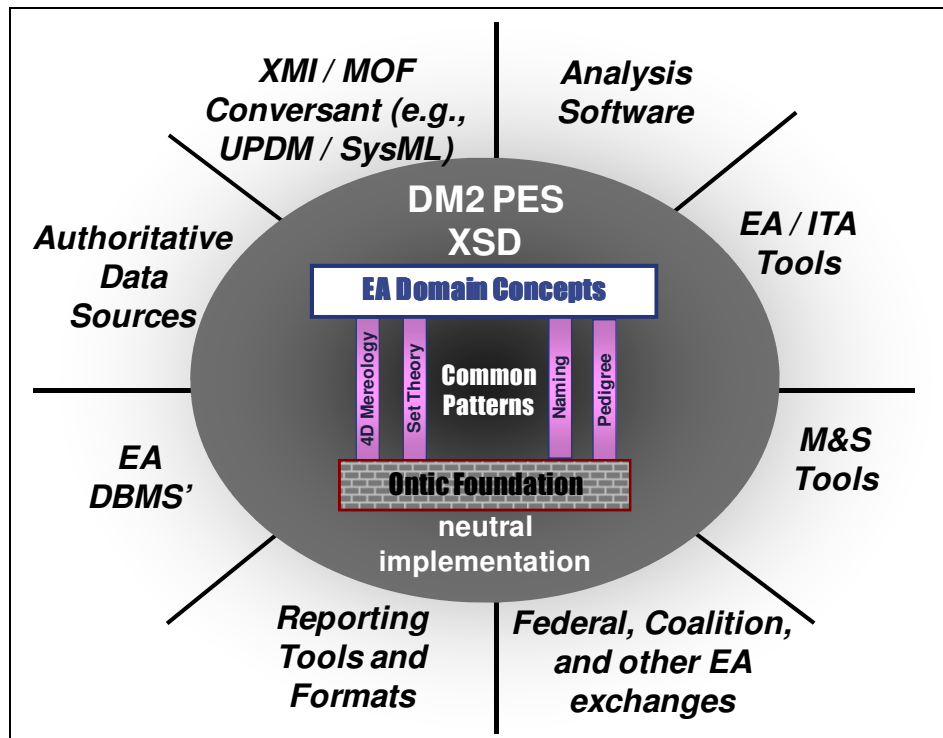 XMI / MOF
Conversant (e.g.,
UPDM / SysML)
Analysis
Software
Authoritative
Data
Sources
DM2 PES
XSD
EA / ITA
Tools
EA Domain Concepts
4D Mereology
Set Theory
Common
Patterns
Naming
Pedigree
EA
DBMS’
M&S
Tools
Ontic Foundation
neutral
implementation
Reporting
Tools and
Formats
Federal, Coalition,
and other EA
exchanges